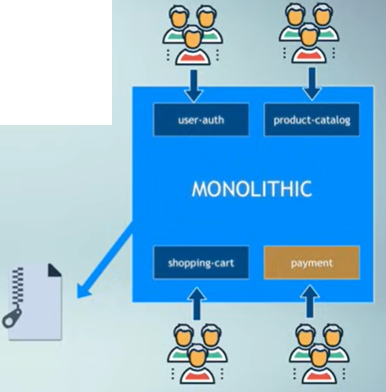 user-auth
product-catalog
MONOLITHIC
shopping-cart
payment